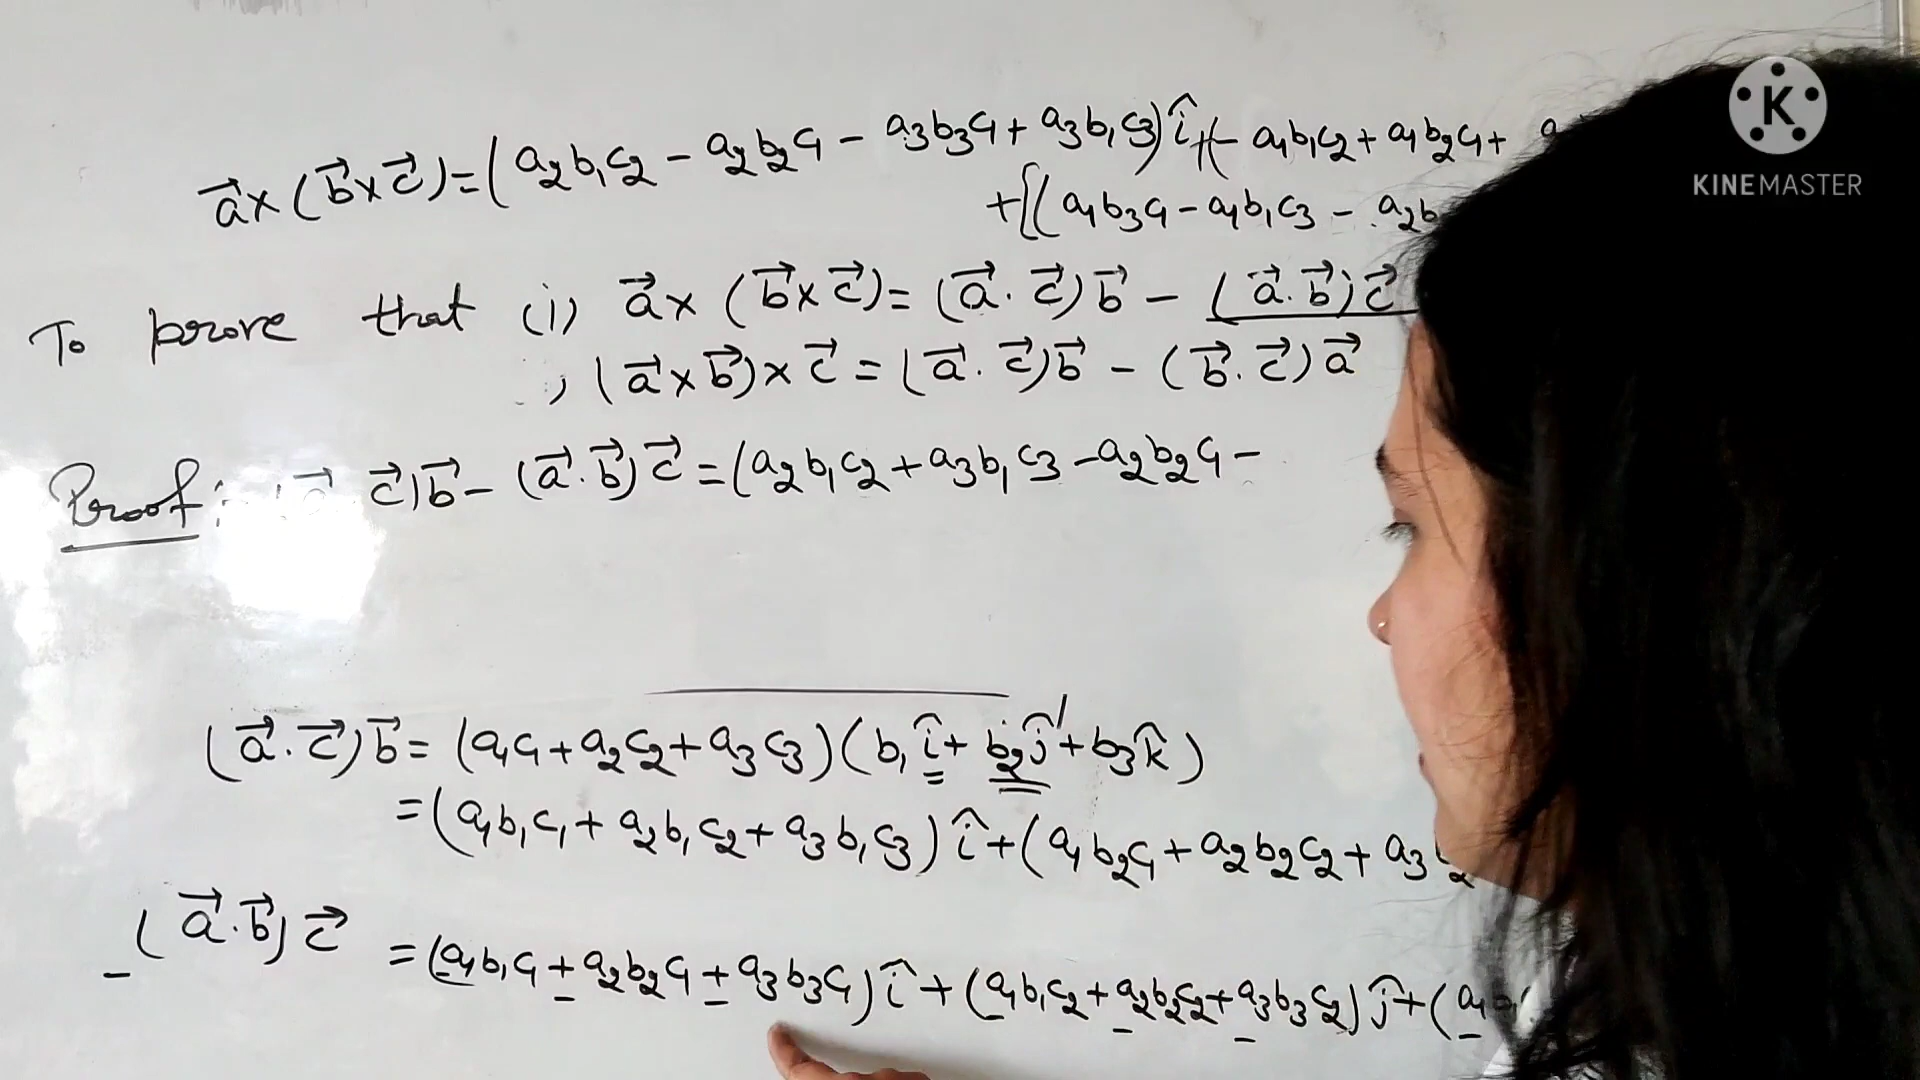 a⃗×(b⃗×c⃗)=(a₂b₁c₂ - a₂b₂c₁ - a₃b₃c₁+ a₃b₁c₃)î+(- a₁b₁c₂+a₁b₂c₁+
+[(a₁b₃c₁-a₁b₁c₃ - a₂b
To prove that (i) a⃗×(b⃗×c⃗)=(a⃗.c⃗)b⃗ - (a⃗.b⃗)c⃗
, (a⃗×b⃗)×c⃗ = (a⃗.c⃗)b⃗ - (b⃗.c⃗)a⃗
Proof: a⃗ c⃗)b⃗- (a⃗.b⃗)c⃗=(a₂b₁c₂+a₃b₁c₃-a₂b₂c₁-
(a⃗.c⃗)b⃗= (a₁c₁+a₂c₂+a₃c₃)(b₁î+ b₂ĵ+b₃k̂)
=(a₁b₁c₁+ a₂b₁c₂+a₃b₁c₃)î+(a₁b₂c₁+a₂b₂c₂+a₃
-(a⃗.b⃗)c⃗ =(a₁b₁c₁+a₂b₂c₁+a₃b₃c₁)î+(a₁b₁c₂+a₂b₂c₂+a₃b₃c₂)ĵ+(a₁
K
KINEMASTER